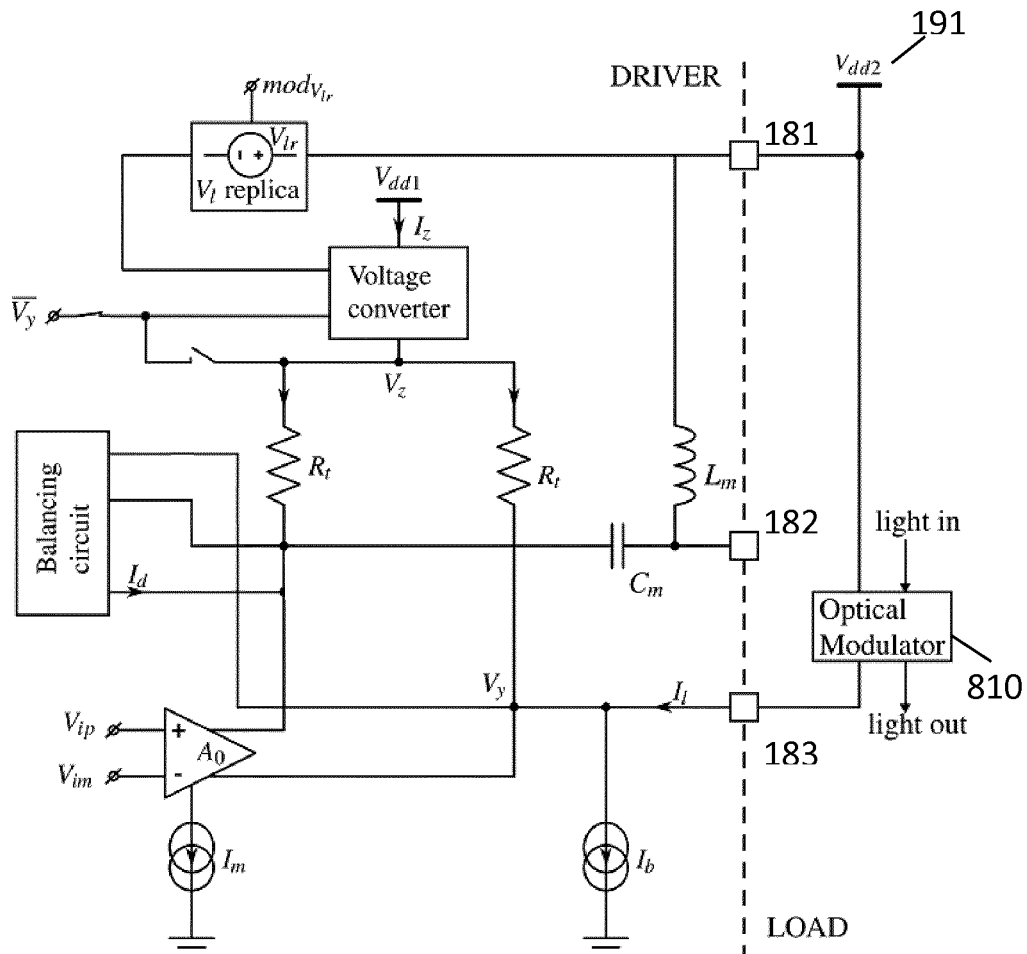 191
V_dd2
DRIVER
mod_Vlr
181
V_lr
V_l replica
V_dd1
I_z
Voltage
converter
V̅_y
V_z
R_t
R_t
L_m
182
light in
Balancing
circuit
C_m
I_d
Optical
Modulator
V_y
I_l
810
V_ip
+
A_0
light out
183
V_im
-
I_m
I_b
LOAD